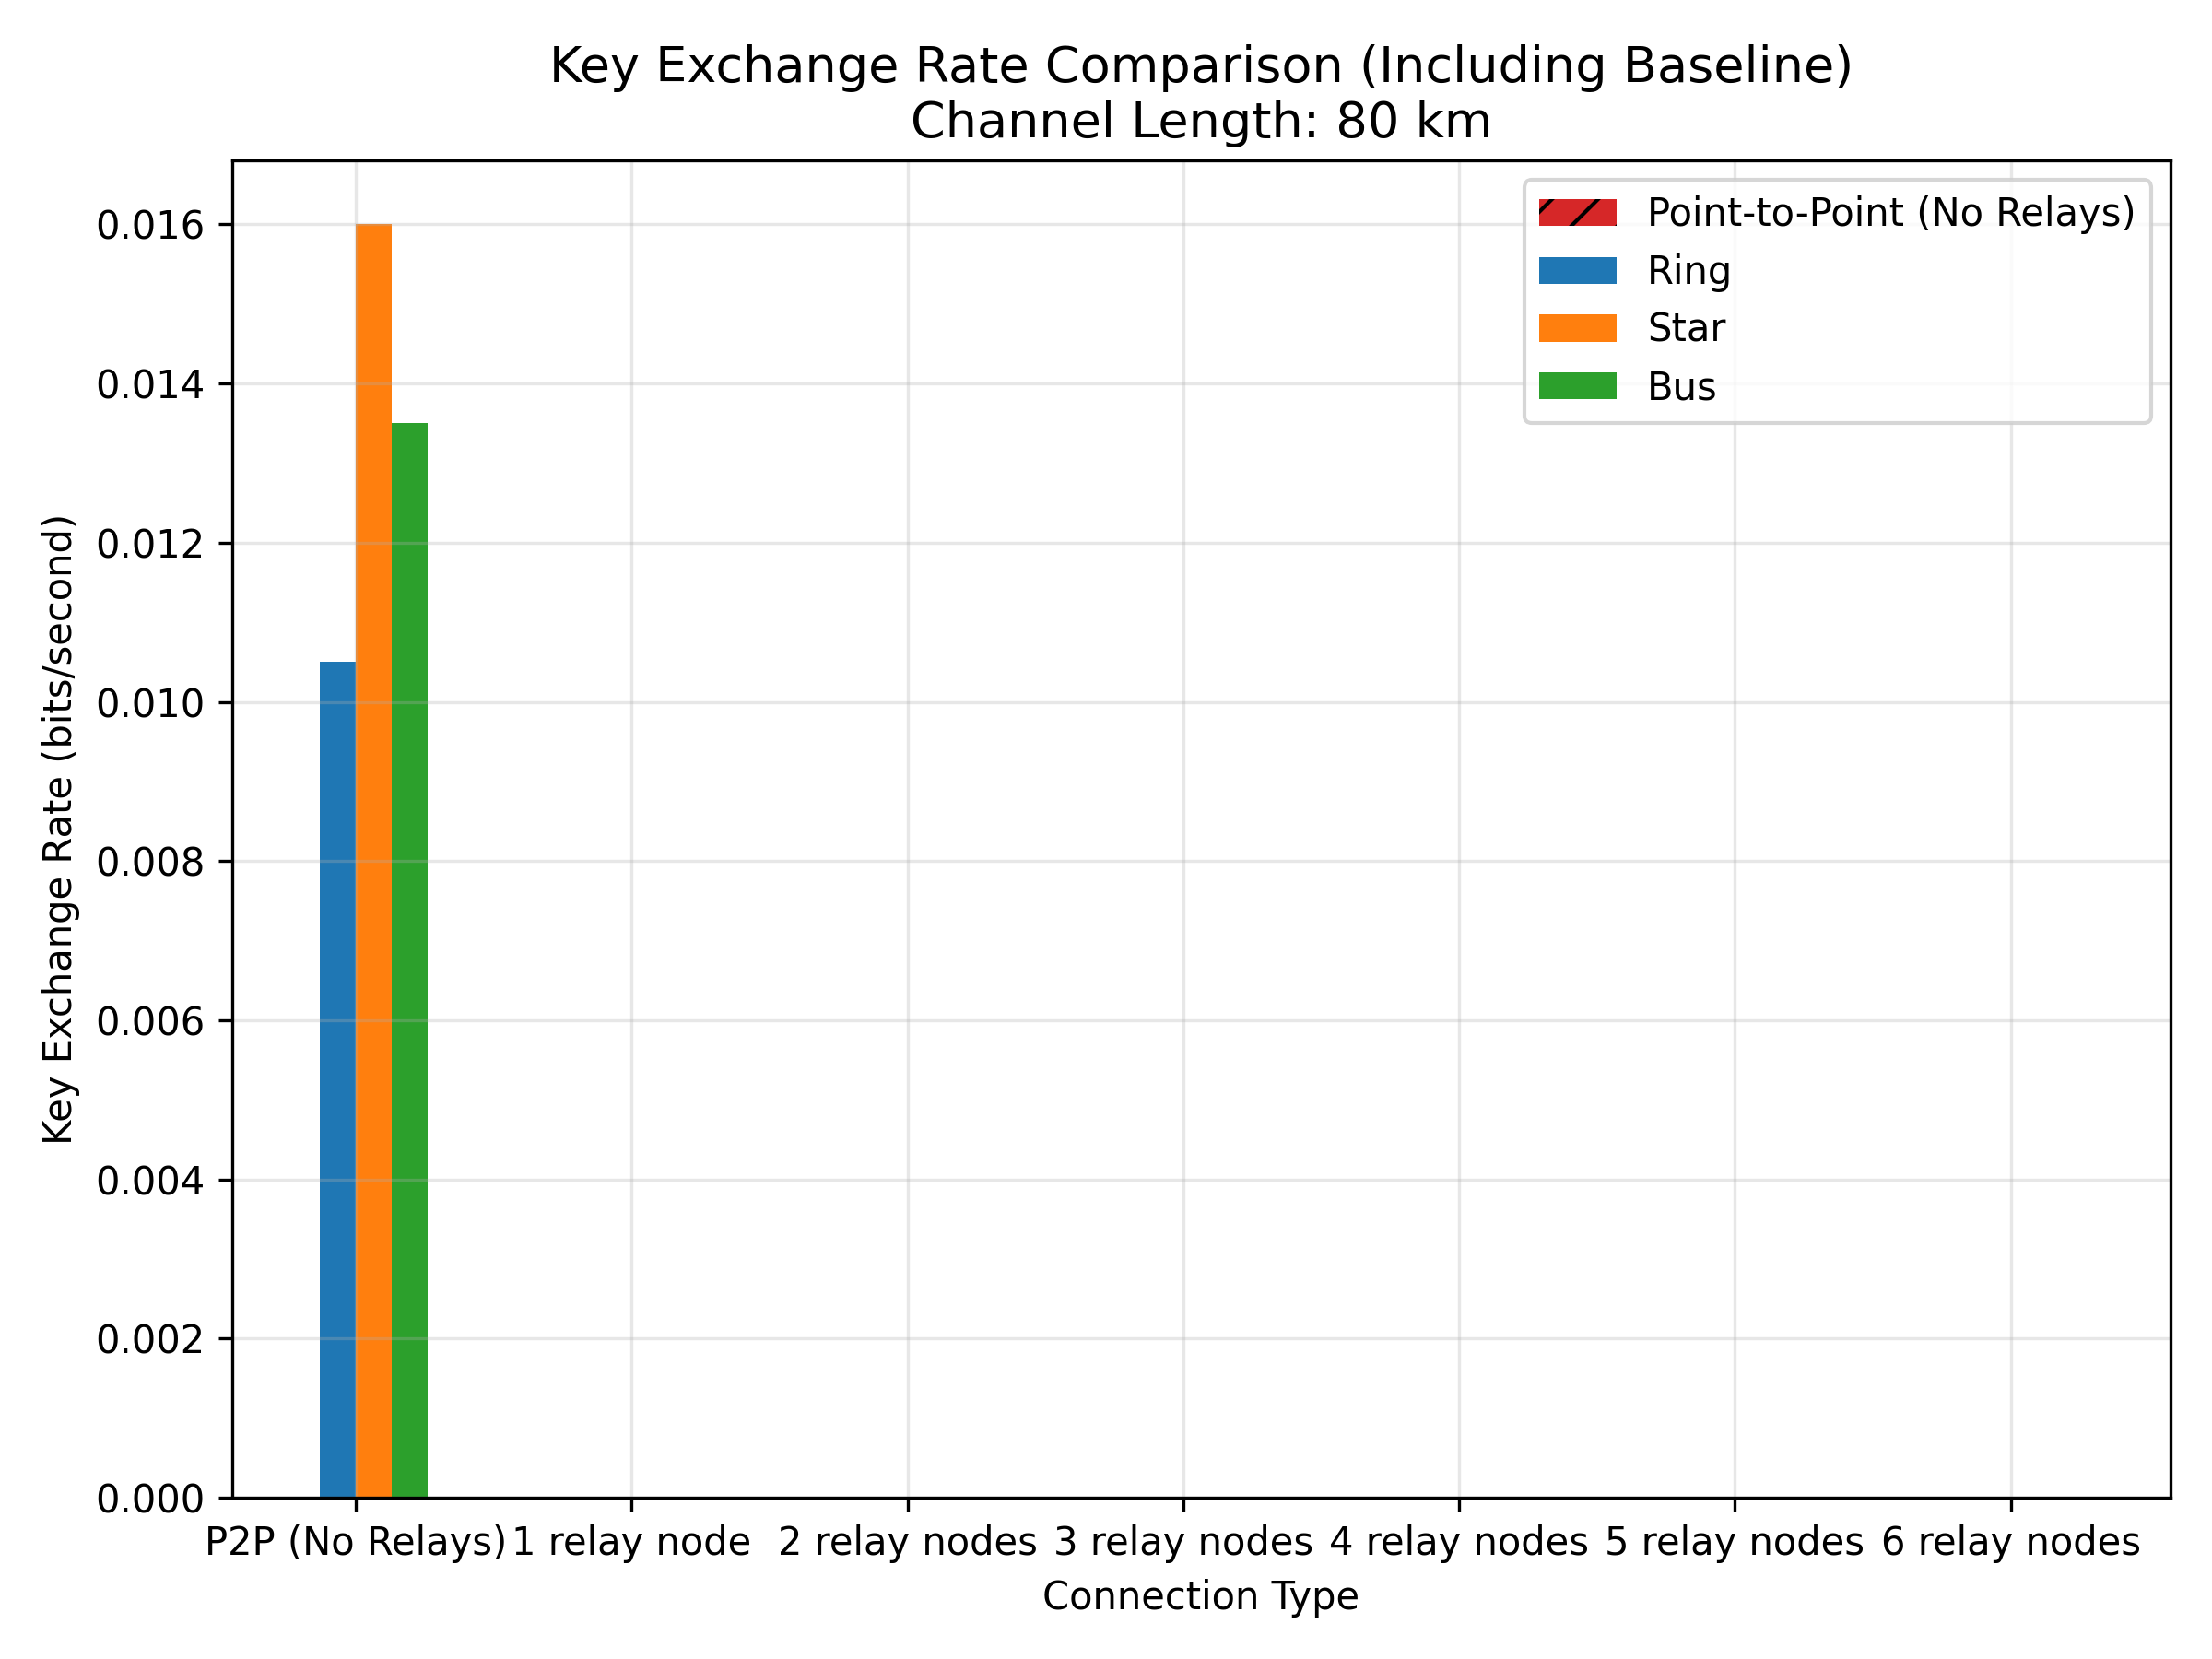 Key Exchange Rate Comparison (Including Baseline)
Channel Length: 80 km
Point-to-Point (No Relays)
Ring
Star
Bus
Key Exchange Rate (bits/second)
0.016
0.014
0.012
0.010
0.008
0.006
0.004
0.002
0.000
P2P (No Relays) 1 relay node 2 relay nodes 3 relay nodes 4 relay nodes 5 relay nodes 6 relay nodes
Connection Type